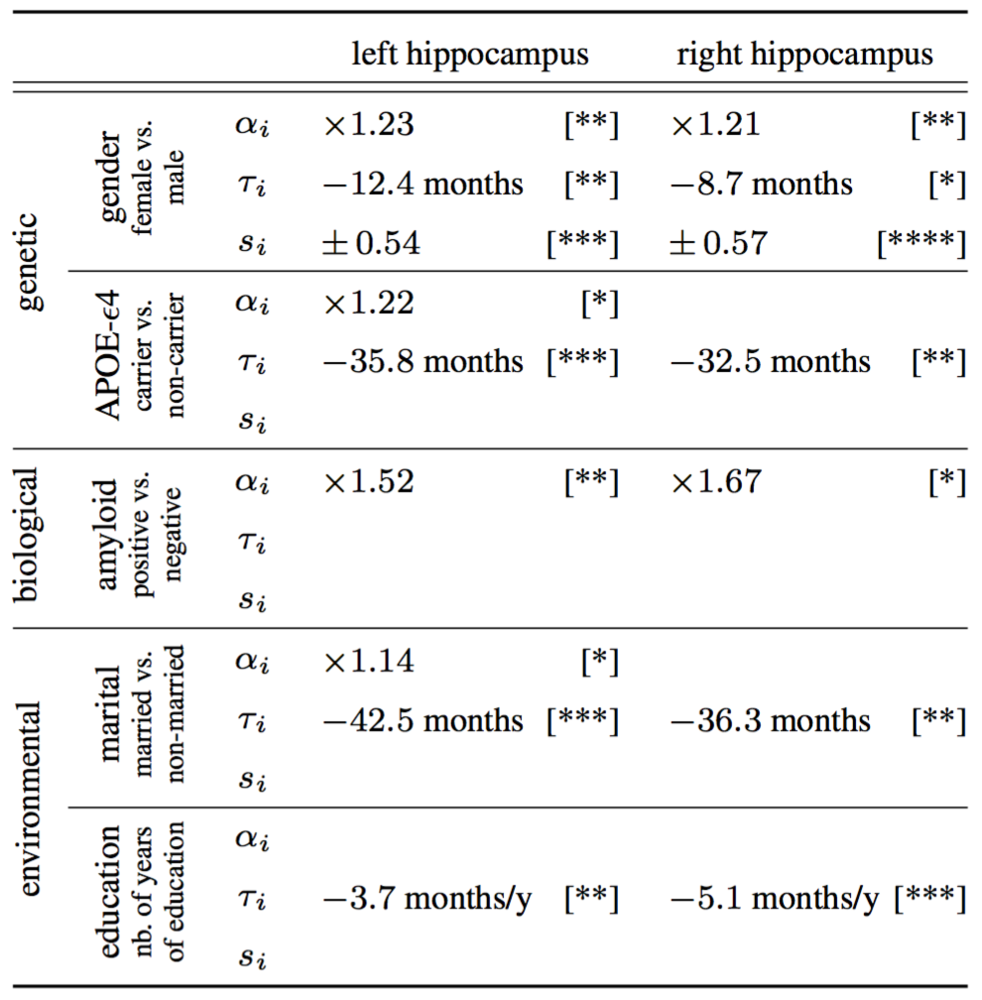 left hippocampus right hippocampus
genetic
gender
female vs.
male
αᵢ ×1.23 [**] ×1.21 [**]
τᵢ −12.4 months [**] −8.7 months [*]
sᵢ ±0.54 [***] ±0.57 [****]
APOE-ϵ4
carrier vs.
non-carrier
αᵢ ×1.22 [*]
τᵢ −35.8 months [***] −32.5 months [**]
sᵢ
biological
amyloid
positive vs.
negative
αᵢ ×1.52 [**] ×1.67 [*]
τᵢ
sᵢ
environmental
marital
married vs.
non-married
αᵢ ×1.14 [*]
τᵢ −42.5 months [***] −36.3 months [**]
sᵢ
education
nb. of years
of education
αᵢ
τᵢ −3.7 months/y [**] −5.1 months/y [***]
sᵢ